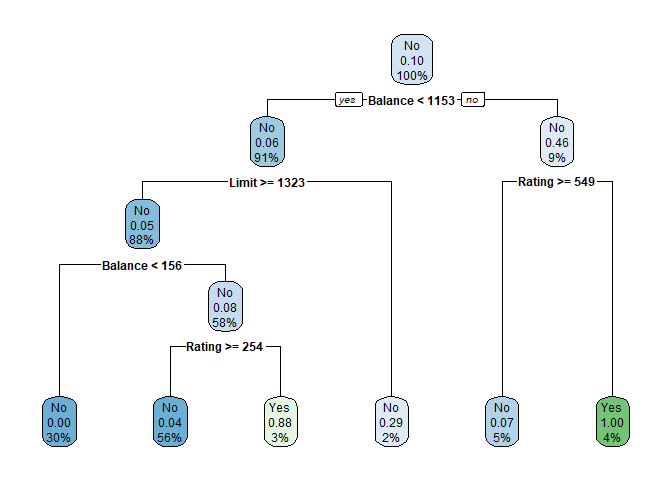 No
0.10
100%
yes Balance < 1153 no
No
0.06
91%
No
0.46
9%
Limit >= 1323
Rating >= 549
No
0.05
88%
Balance < 156
No
0.08
58%
Rating >= 254
No
0.00
30%
No
0.04
56%
Yes
0.88
3%
No
0.29
2%
No
0.07
5%
Yes
1.00
4%